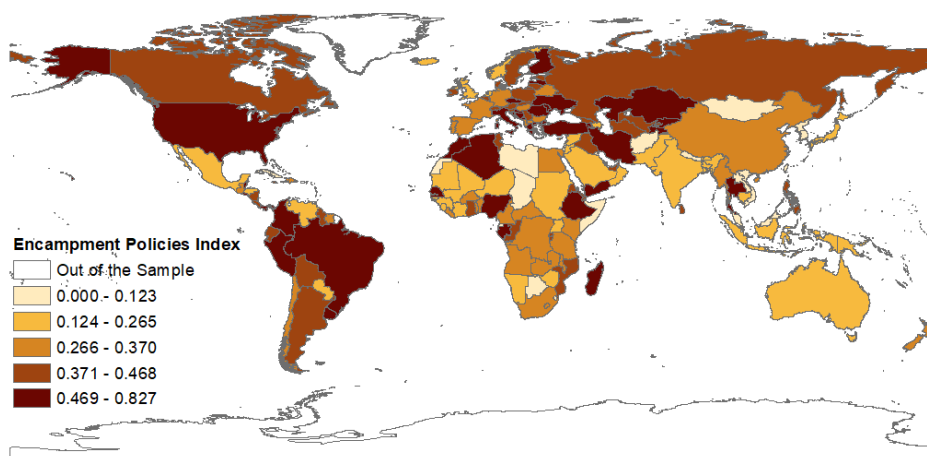 Encampment Policies Index
Out of the Sample
0.000 - 0.123
0.124 - 0.265
0.266 - 0.370
0.371 - 0.468
0.469 - 0.827